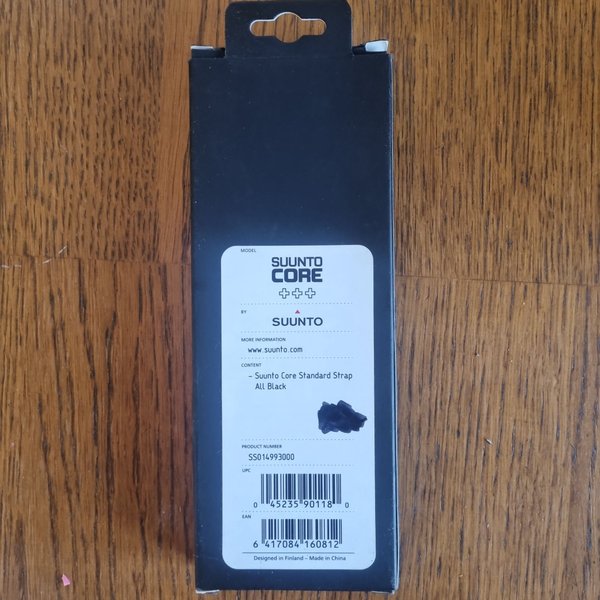 MODEL
SUUNTO
CORE
BY
SUUNTO
MORE INFORMATION
www.suunto.com
CONTENT
- Suunto Core Standard Strap
All Black
PRODUCT NUMBER
SS014993000
UPC
0 45235 90118 0
EAN
6 417084 160812
Designed in Finland – Made in China